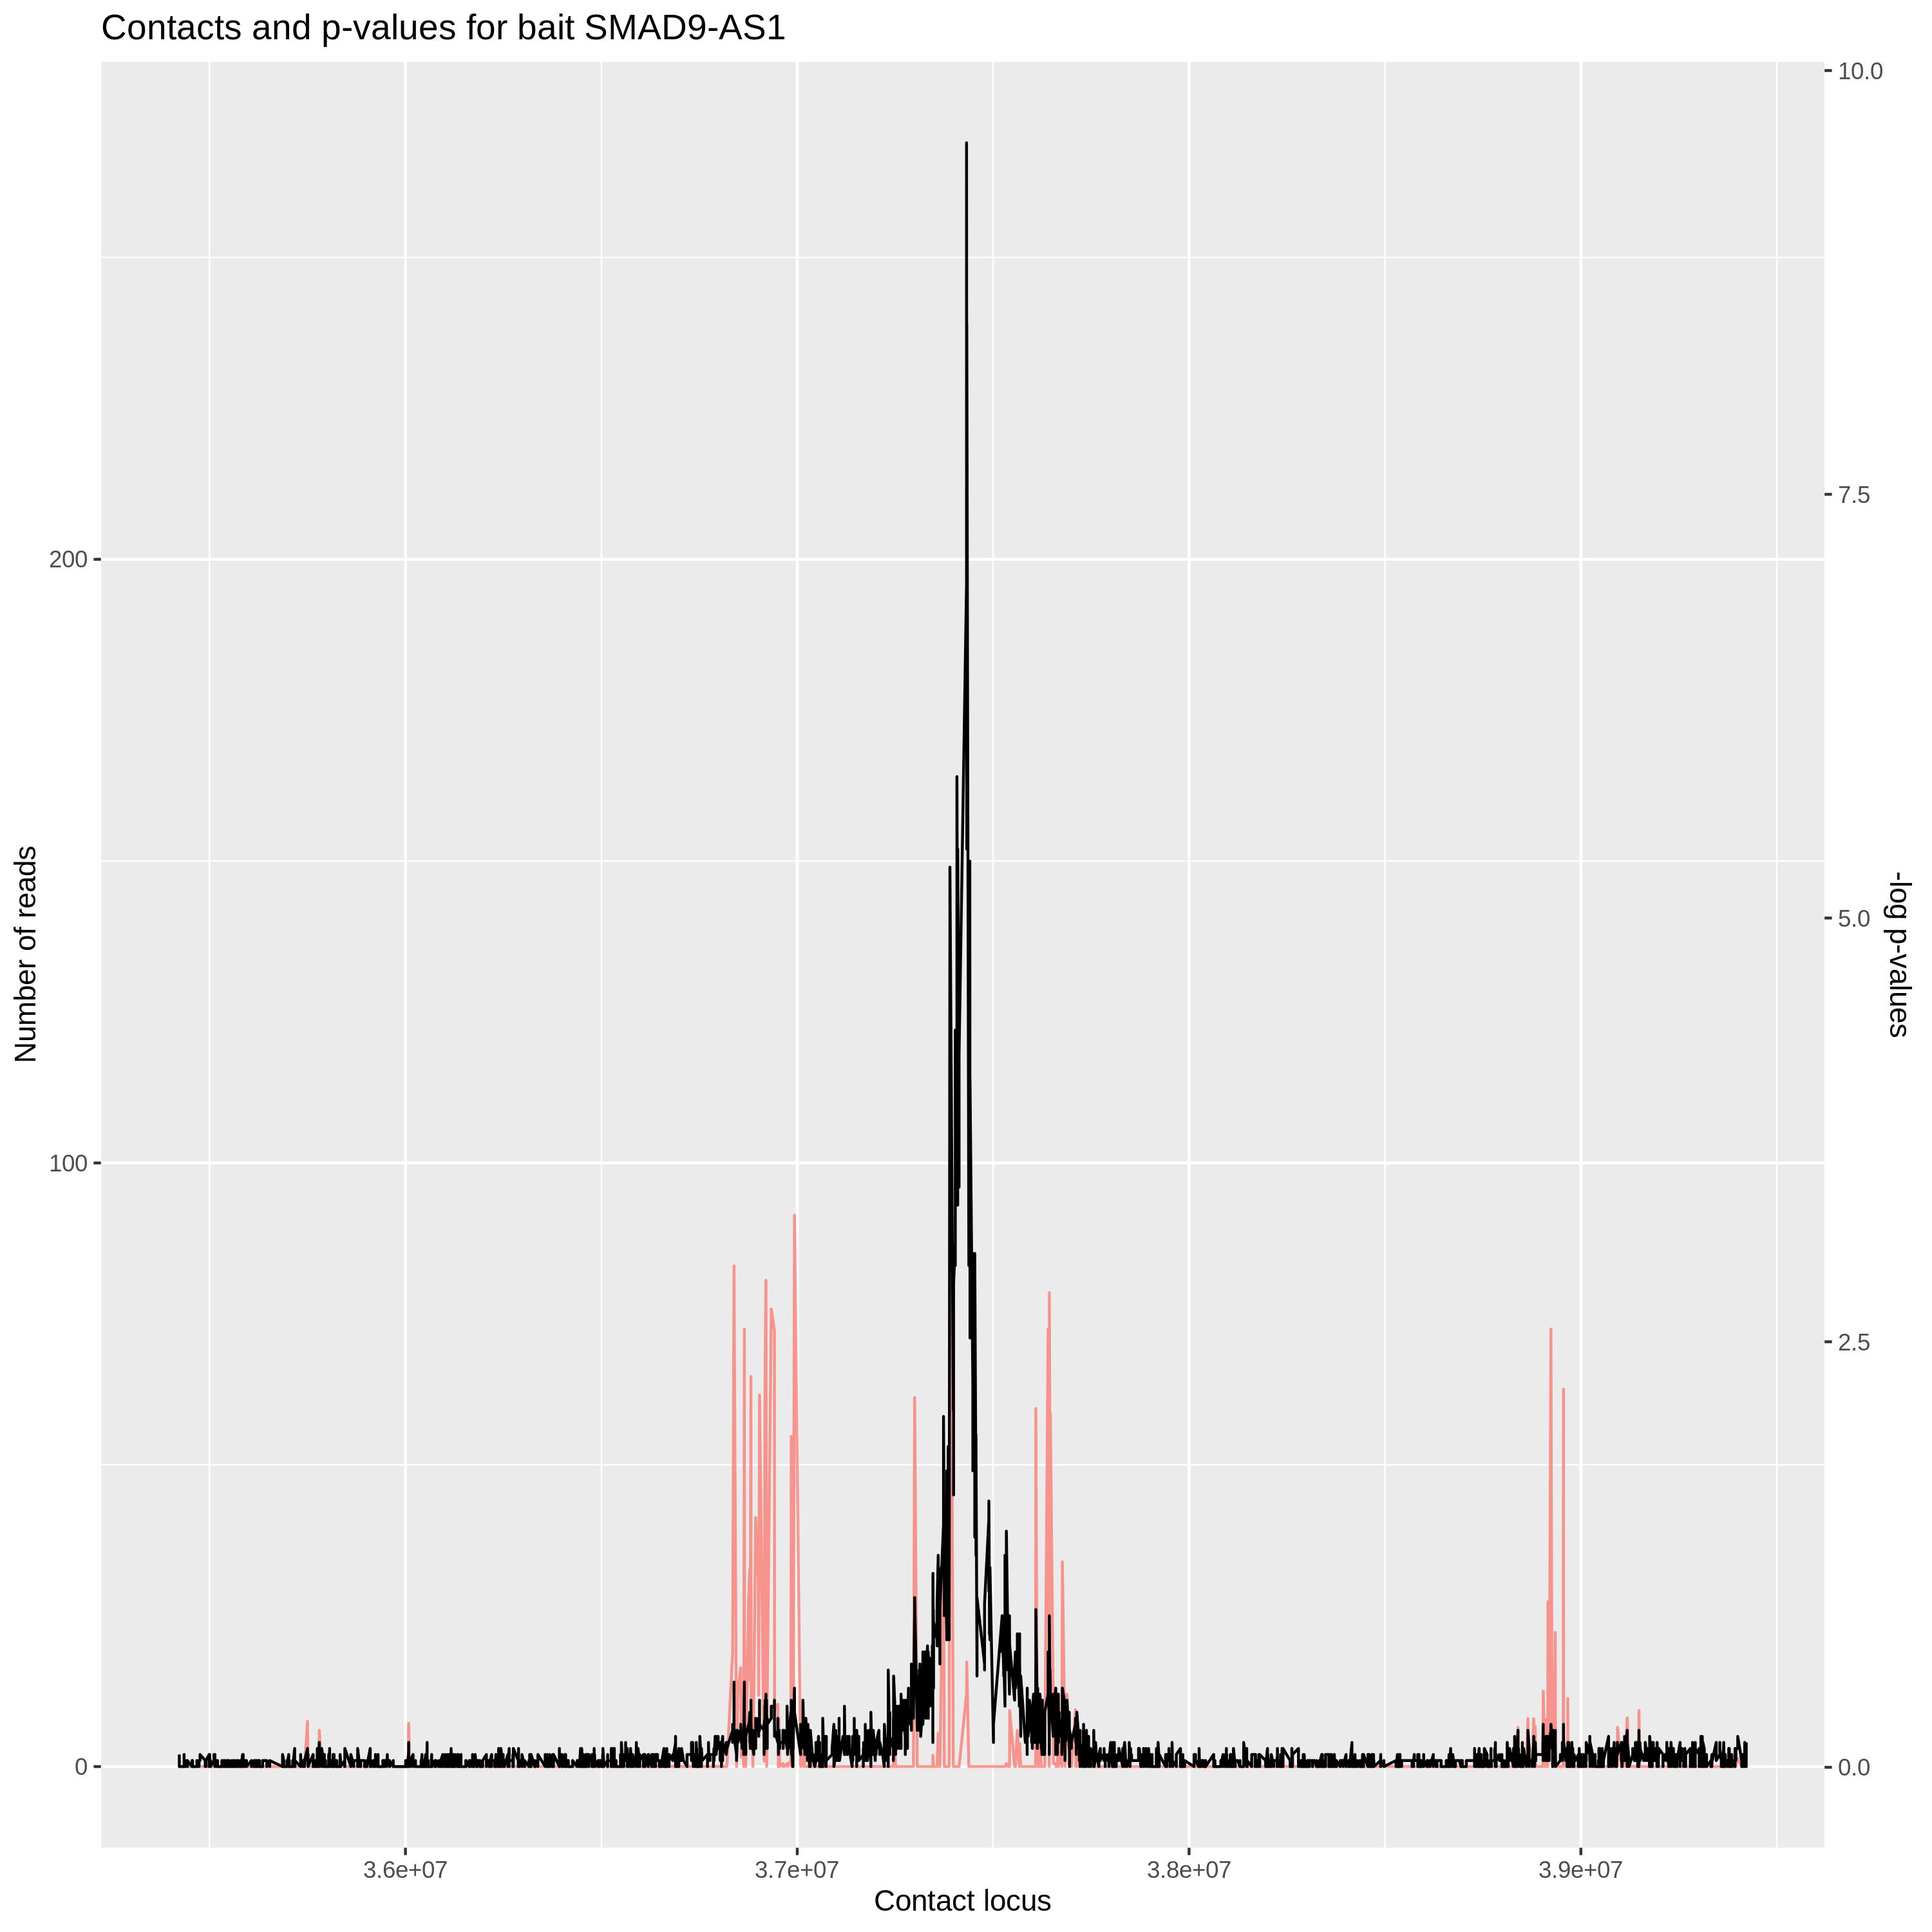 Contacts and p-values for bait SMAD9-AS1
Number of reads
200
100
0
10.0
7.5
5.0
2.5
0.0
-log p-values
3.6e+07
3.7e+07
3.8e+07
3.9e+07
Contact locus